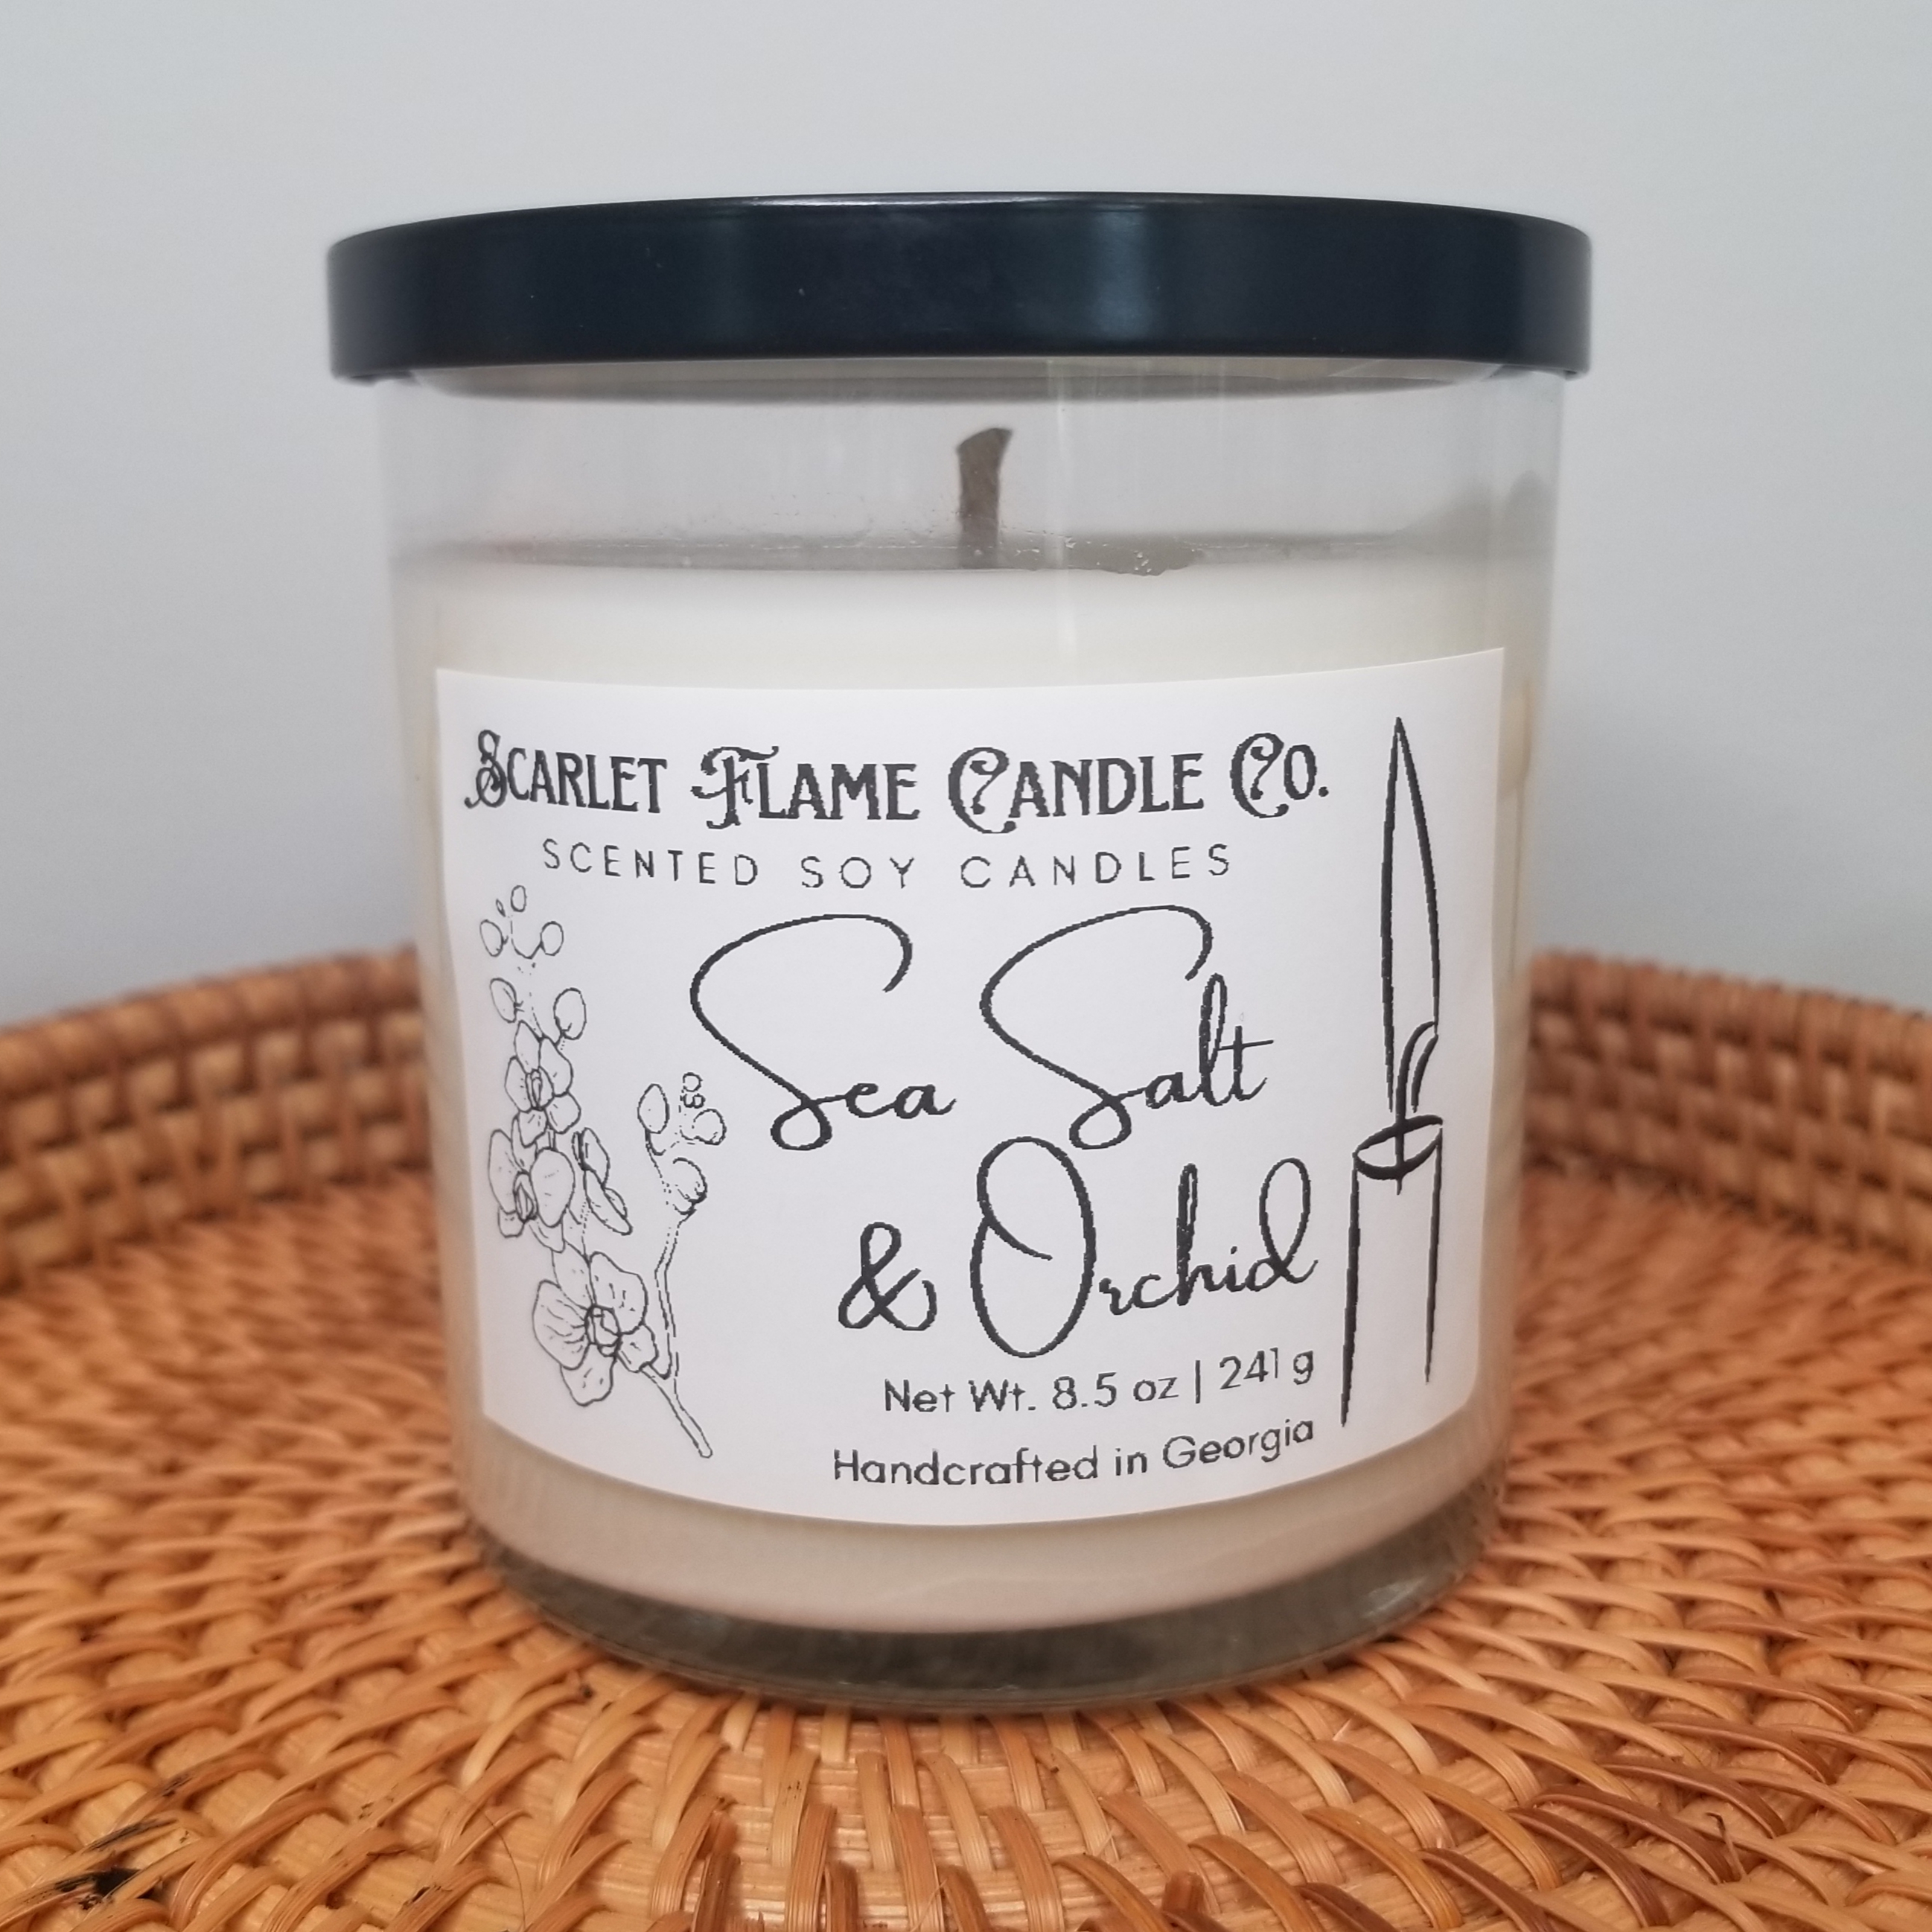 Scarlet Flame Candle Co.
SCENTED SOY CANDLES
Sea Salt
& Orchid
Net Wt. 8.5 oz | 241 g
Handcrafted in Georgia